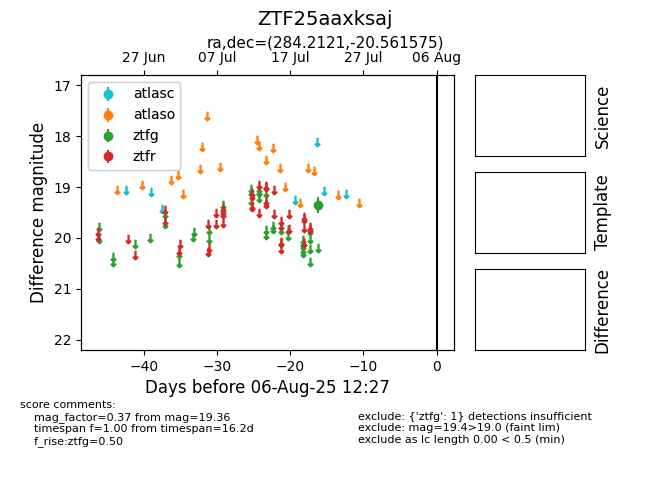 ZTF25aaxksaj
ra,dec=(284.2121,-20.561575)
27 Jun 07 Jul 17 Jul 27 Jul 06 Aug
atlasc
atlaso
ztfg
ztfr
17
18
19
20
21
22
Difference magnitude
−40 −30 −20 −10 0
Days before 06-Aug-25 12:27
Science
Template
Difference
score comments:
mag_factor=0.37 from mag=19.36
timespan f=1.00 from timespan=16.2d
f_rise:ztfg=0.50
exclude: {'ztfg': 1} detections insufficient
exclude: mag=19.4>19.0 (faint lim)
exclude as lc length 0.00 < 0.5 (min)